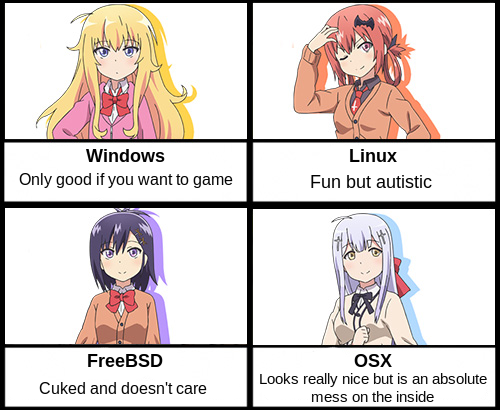 Windows
Only good if you want to game
Linux
Fun but autistic
FreeBSD
Cuked and doesn't care
OSX
Looks really nice but is an absolute
mess on the inside